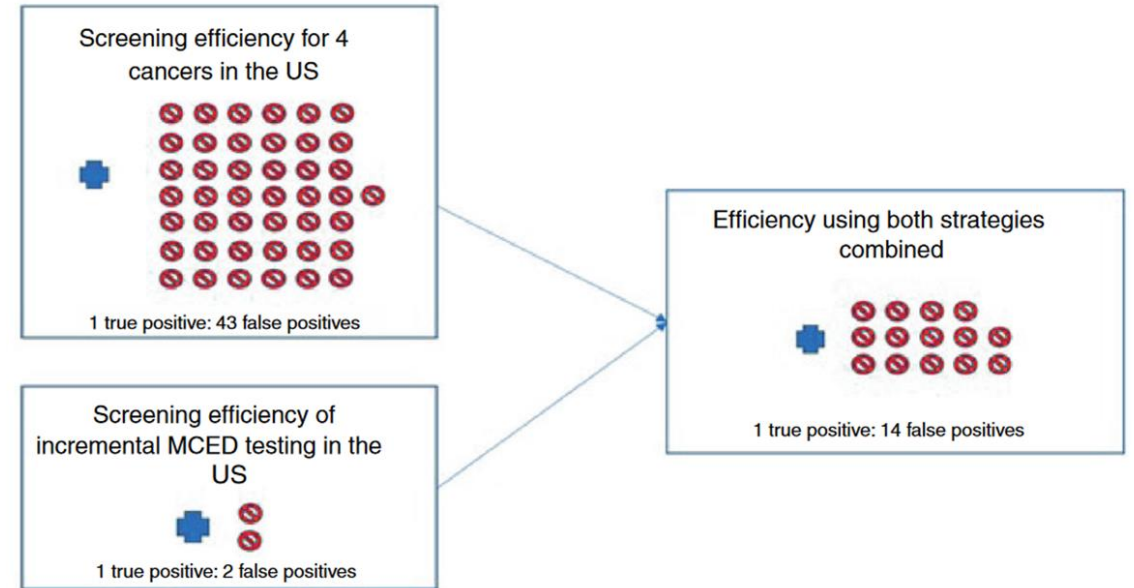 Screening efficiency for 4
cancers in the US
1 true positive: 43 false positives
Screening efficiency of
incremental MCED testing in the
US
1 true positive: 2 false positives
Efficiency using both strategies
combined
1 true positive: 14 false positives